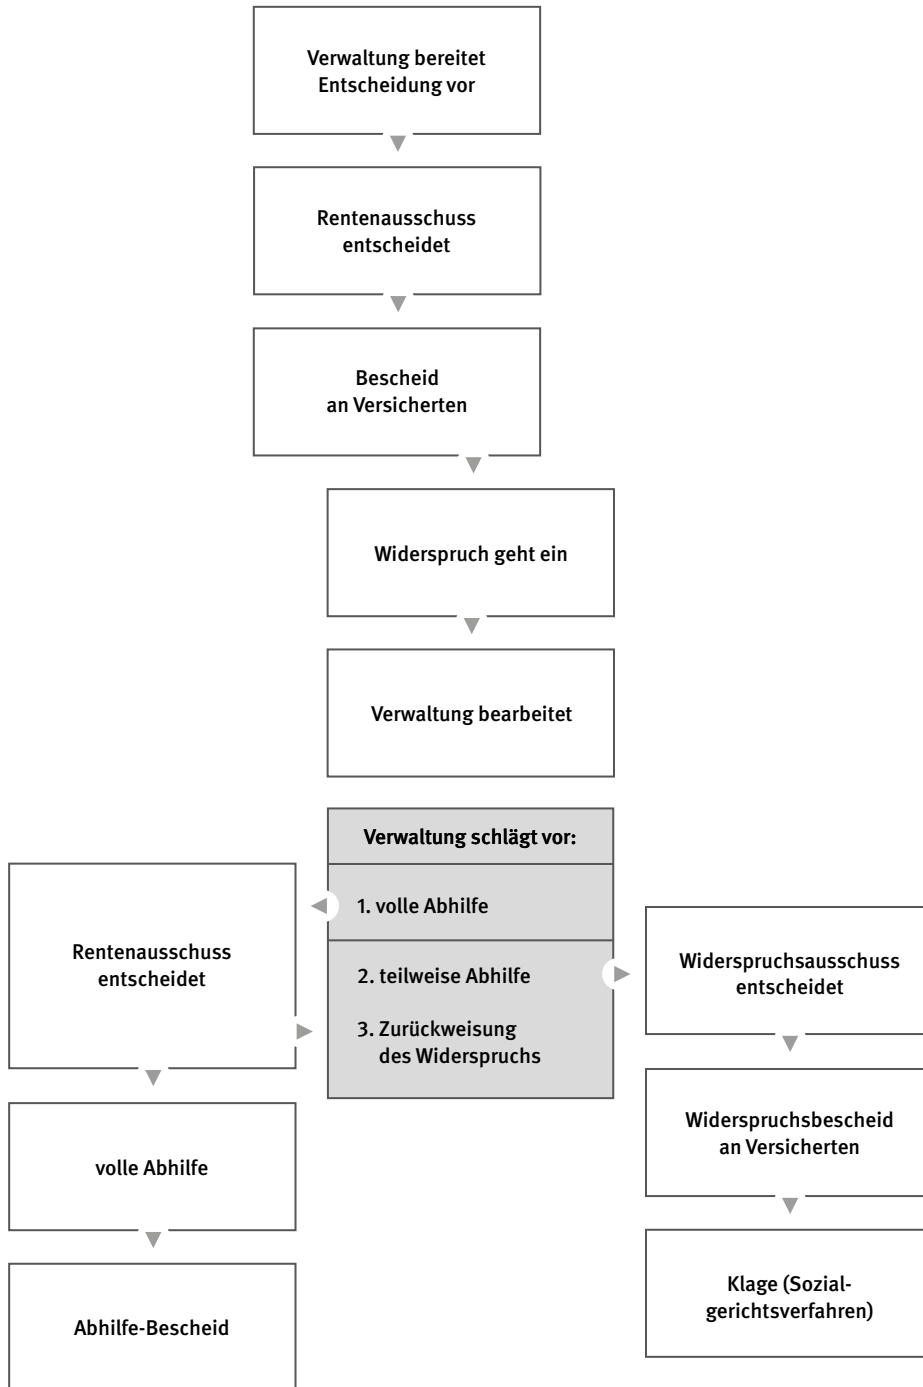 Verwaltung bereitet
Entscheidung vor
Rentenausschuss
entscheidet
Bescheid
an Versicherten
Widerspruch geht ein
Verwaltung bearbeitet
Verwaltung schlägt vor:
1. volle Abhilfe
2. teilweise Abhilfe
3. Zurückweisung
des Widerspruchs
Rentenausschuss
entscheidet
volle Abhilfe
Abhilfe-Bescheid
Widerspruchsausschuss
entscheidet
Widerspruchsbescheid
an Versicherten
Klage (Sozial-
gerichtsverfahren)